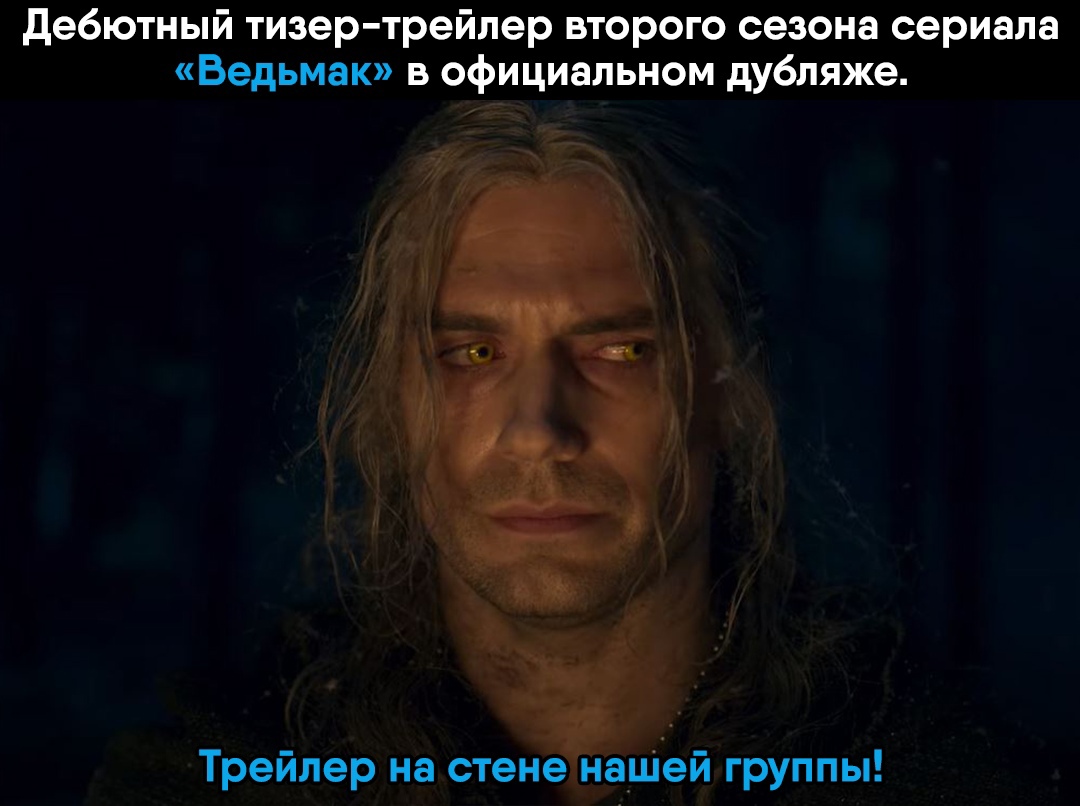 Дебютный тизер-трейлер второго сезона сериала
«Ведьмак» в официальном дубляже.
Трейлер на стене нашей группы!